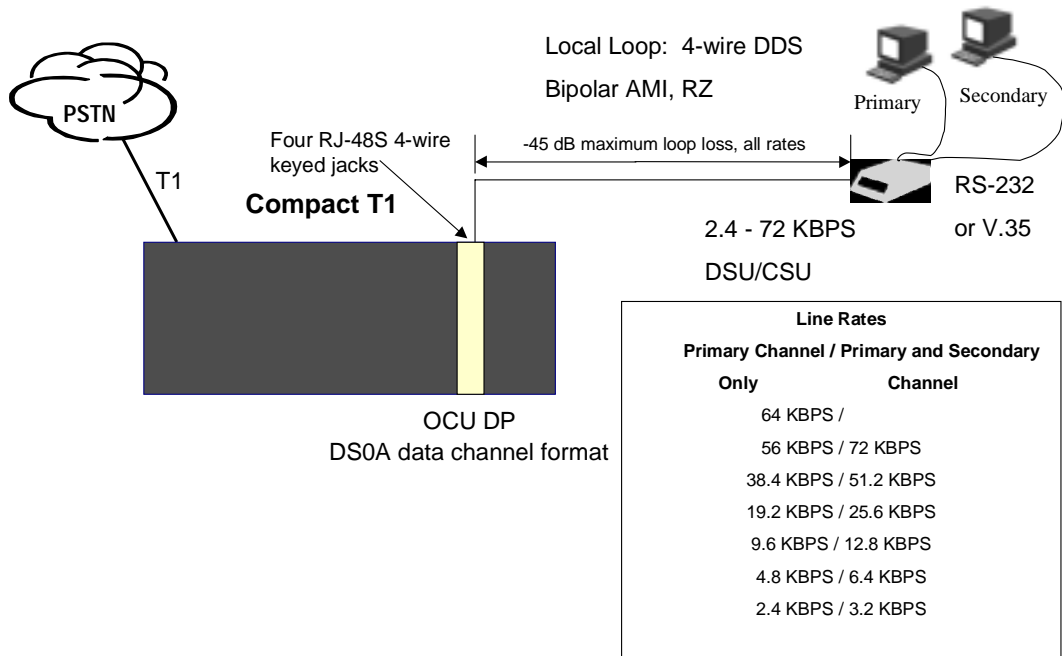 Local Loop: 4-wire DDS
Bipolar AMI, RZ
Primary
Secondary
PSTN
T1
Four RJ-48S 4-wire
keyed jacks
-45 dB maximum loop loss, all rates
Compact T1
RS-232
or V.35
2.4 - 72 KBPS
DSU/CSU
OCU DP
DS0A data channel format
Line Rates
Primary Channel / Primary and Secondary
Only Channel
64 KBPS /
56 KBPS / 72 KBPS
38.4 KBPS / 51.2 KBPS
19.2 KBPS / 25.6 KBPS
9.6 KBPS / 12.8 KBPS
4.8 KBPS / 6.4 KBPS
2.4 KBPS / 3.2 KBPS